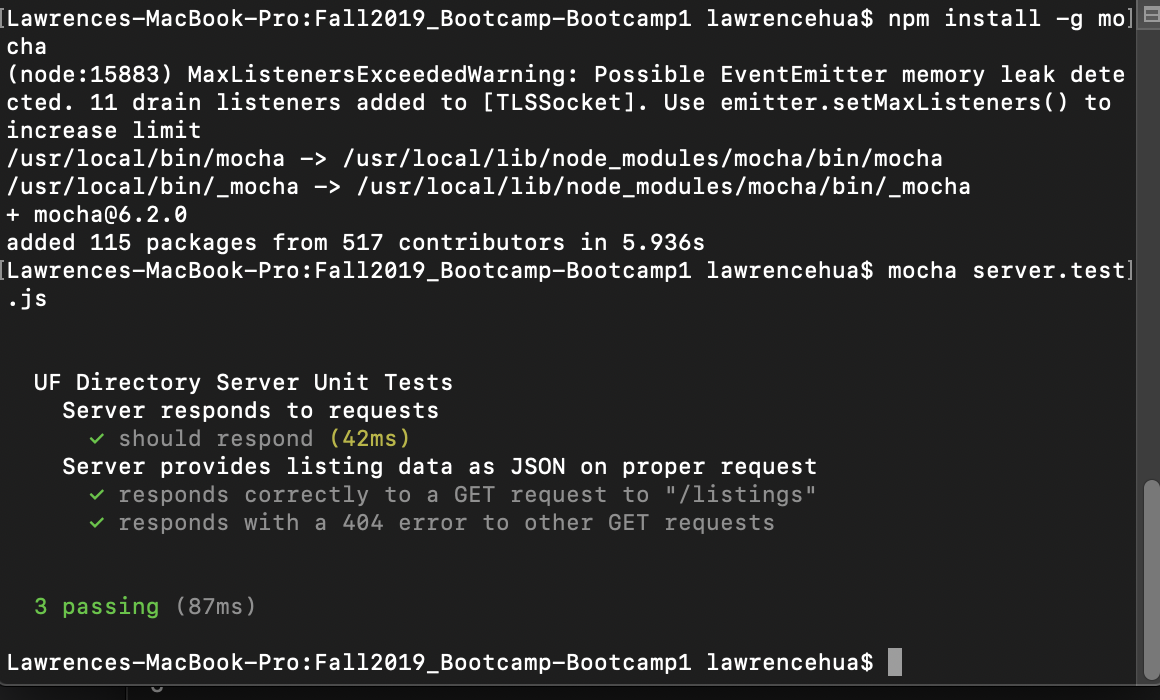 [Lawrences-MacBook-Pro:Fall2019_Bootcamp-Bootcamp1 lawrencehua$ npm install -g mo]
cha
(node:15883) MaxListenersExceededWarning: Possible EventEmitter memory leak dete
cted. 11 drain listeners added to [TLSSocket]. Use emitter.setMaxListeners() to
increase limit
/usr/local/bin/mocha -> /usr/local/lib/node_modules/mocha/bin/mocha
/usr/local/bin/_mocha -> /usr/local/lib/node_modules/mocha/bin/_mocha
+ mocha@6.2.0
added 115 packages from 517 contributors in 5.936s
[Lawrences-MacBook-Pro:Fall2019_Bootcamp-Bootcamp1 lawrencehua$ mocha server.test]
.js
UF Directory Server Unit Tests
Server responds to requests
✓ should respond (42ms)
Server provides listing data as JSON on proper request
✓ responds correctly to a GET request to "/listings"
✓ responds with a 404 error to other GET requests
3 passing (87ms)
Lawrences-MacBook-Pro:Fall2019_Bootcamp-Bootcamp1 lawrencehua$